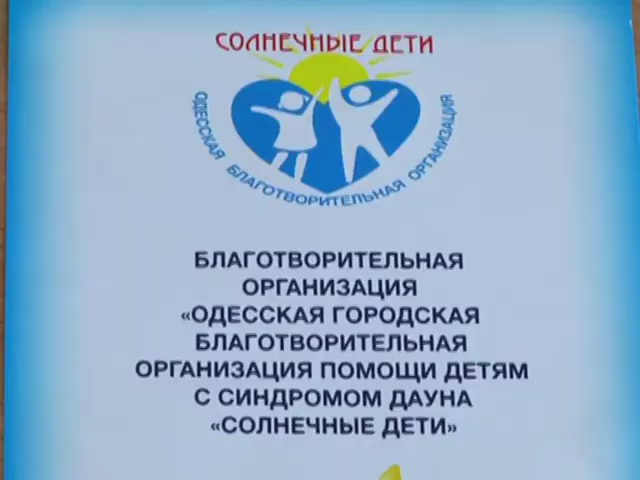 СОЛНЕЧНЫЕ ДЕТИ
ОДЕССКАЯ БЛАГОТВОРИТЕЛЬНАЯ ОРГАНИЗАЦИЯ
БЛАГОТВОРИТЕЛЬНАЯ
ОРГАНИЗАЦИЯ
«ОДЕССКАЯ ГОРОДСКАЯ
БЛАГОТВОРИТЕЛЬНАЯ
ОРГАНИЗАЦИЯ ПОМОЩИ ДЕТЯМ
С СИНДРОМОМ ДАУНА
«СОЛНЕЧНЫЕ ДЕТИ»